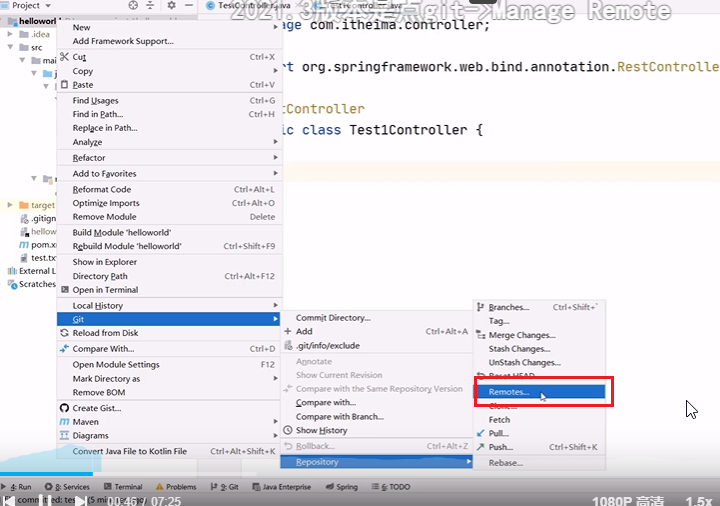 Project
TestController.java
2021.3版本是点git->Manage Remote
helloworld
.idea
src
target
.gitign
pom.xm
test.tx
External L
Scratches
age com.itheima.controller;
rt org.springframework.web.bind.annotation.RestControlle
tController
ic class Test1Controller {
New
Add Framework Support...
Cut Ctrl+X
Copy
Paste Ctrl+V
Find Usages Ctrl+G
Find in Path... Ctrl+H
Replace in Path...
Analyze
Refactor
Add to Favorites
Reformat Code Ctrl+Alt+L
Optimize Imports Ctrl+Alt+O
Remove Module Delete
Build Module 'helloworld'
Rebuild Module 'helloworld' Ctrl+Shift+F9
Show in Explorer
Directory Path Ctrl+Alt+F12
Open in Terminal
Local History
Git
Reload from Disk
Compare With... Ctrl+D
Open Module Settings F12
Mark Directory as
Remove BOM
Create Gist...
Maven
Diagrams
Convert Java File to Kotlin File Ctrl+Alt+Shift+K
Commit Directory...
Add Ctrl+Alt+A
.git/info/exclude
Annotate
Show Current Revision
Compare with the Same Repository Version
Compare with...
Compare with Branch...
Show History
Rollback... Ctrl+Alt+Z
Repository
Branches... Ctrl+Shift+`
Tag...
Merge Changes...
Stash Changes...
UnStash Changes...
Reset HEAD...
Remotes...
Clone...
Fetch
Pull...
Push... Ctrl+Shift+K
Rebase...
4: Run
8: Services
Terminal
Problems
9: Git
Java Enterprise
Spring
6: TODO
00:46 / 07:25
1080P 高清
1.5x